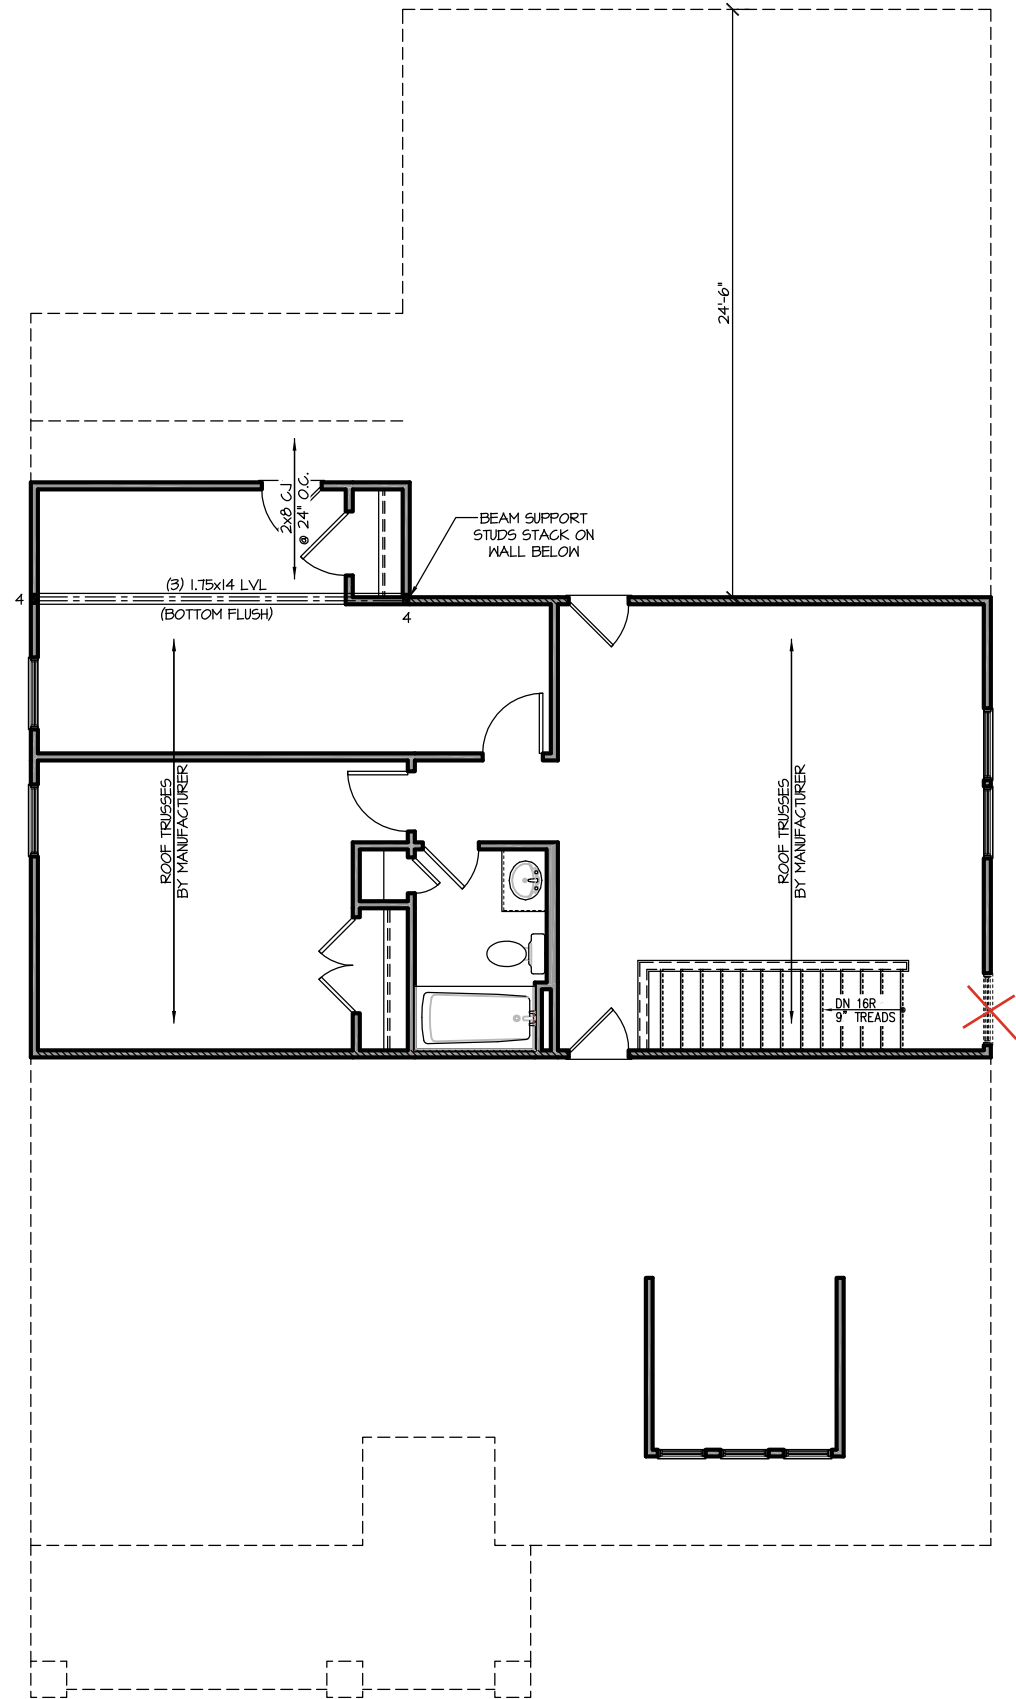 24'-6"
2x8 CJ
@ 24" O.C.
BEAM SUPPORT
STUDS STACK ON
WALL BELOW
(3) 1.75x14 LVL
4
(BOTTOM FLUSH)
4
ROOF TRUSSES
BY MANUFACTURER
ROOF TRUSSES
BY MANUFACTURER
DN 16R
9" TREADS